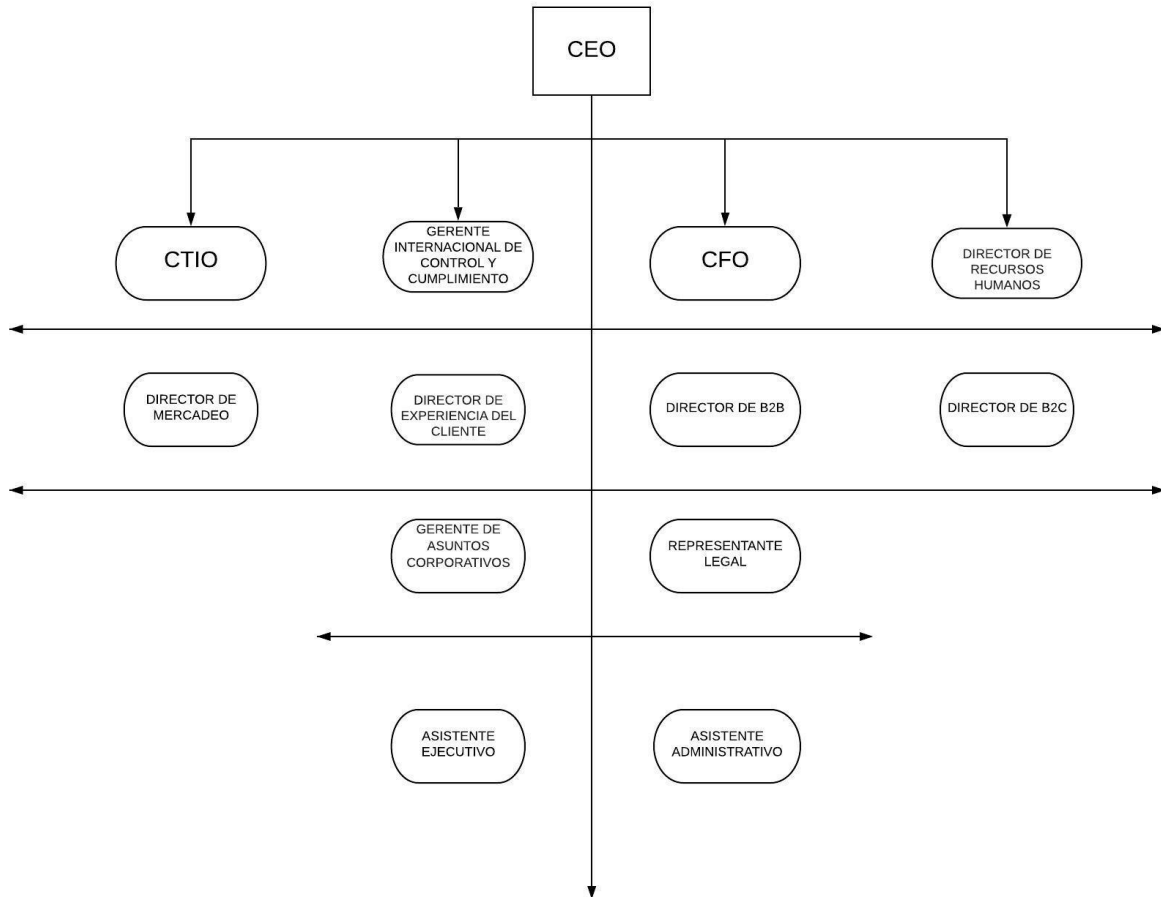 CEO
CTIO
GERENTE
INTERNACIONAL DE
CONTROL Y
CUMPLIMIENTO
CFO
DIRECTOR DE
RECURSOS
HUMANOS
DIRECTOR DE
MERCADEO
DIRECTOR DE
EXPERIENCIA DEL
CLIENTE
DIRECTOR DE B2B
DIRECTOR DE B2C
GERENTE DE
ASUNTOS
CORPORATIVOS
REPRESENTANTE
LEGAL
ASISTENTE
EJECUTIVO
ASISTENTE
ADMINISTRATIVO